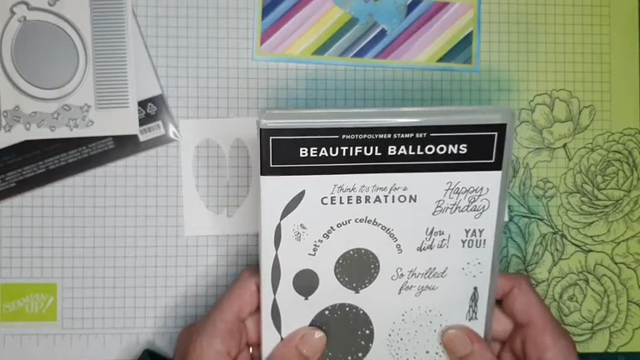 PHOTOPOLYMER STAMP SET
BEAUTIFUL BALLOONS
I think it's time for a
CELEBRATION
Happy
Birthday
Let's get our celebration on
You
did it!
YAY
YOU!
So thrilled
for you
STAMPIN' UP!